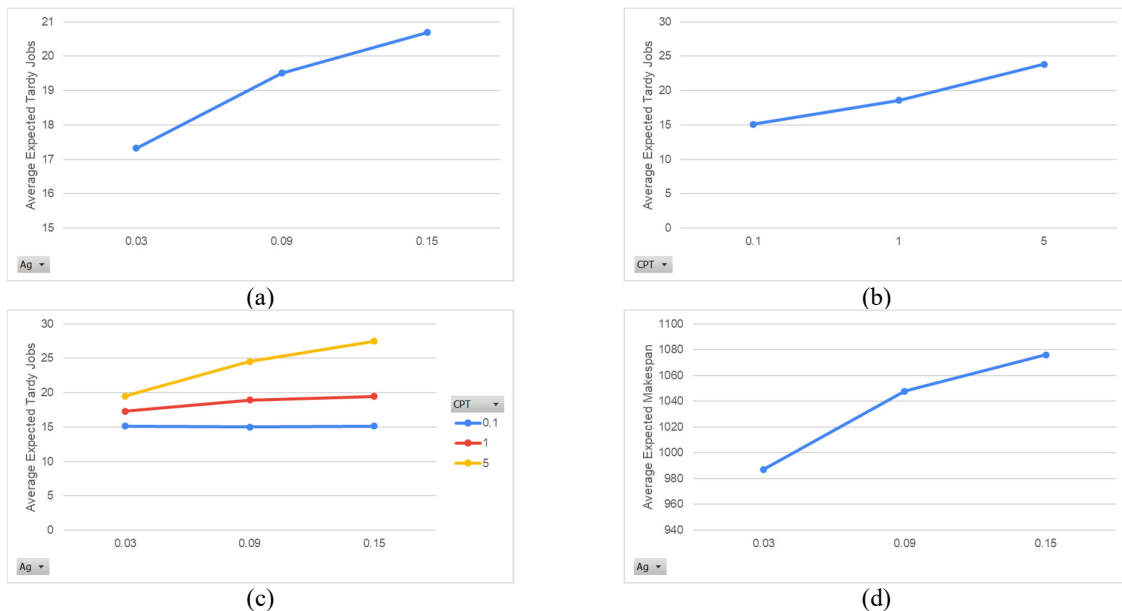 Average Expected Tardy Jobs
21
20
19
18
17
16
15
0.03 0.09 0.15
Ag
(a)
Average Expected Tardy Jobs
30
25
20
15
10
5
0
0.1 1 5
CPT
(b)
Average Expected Tardy Jobs
30
25
20
15
10
5
0
0.03 0.09 0.15
CPT
0.1
1
5
Ag
(c)
Average Expected Makespan
1100
1080
1060
1040
1020
1000
980
960
940
0.03 0.09 0.15
Ag
(d)